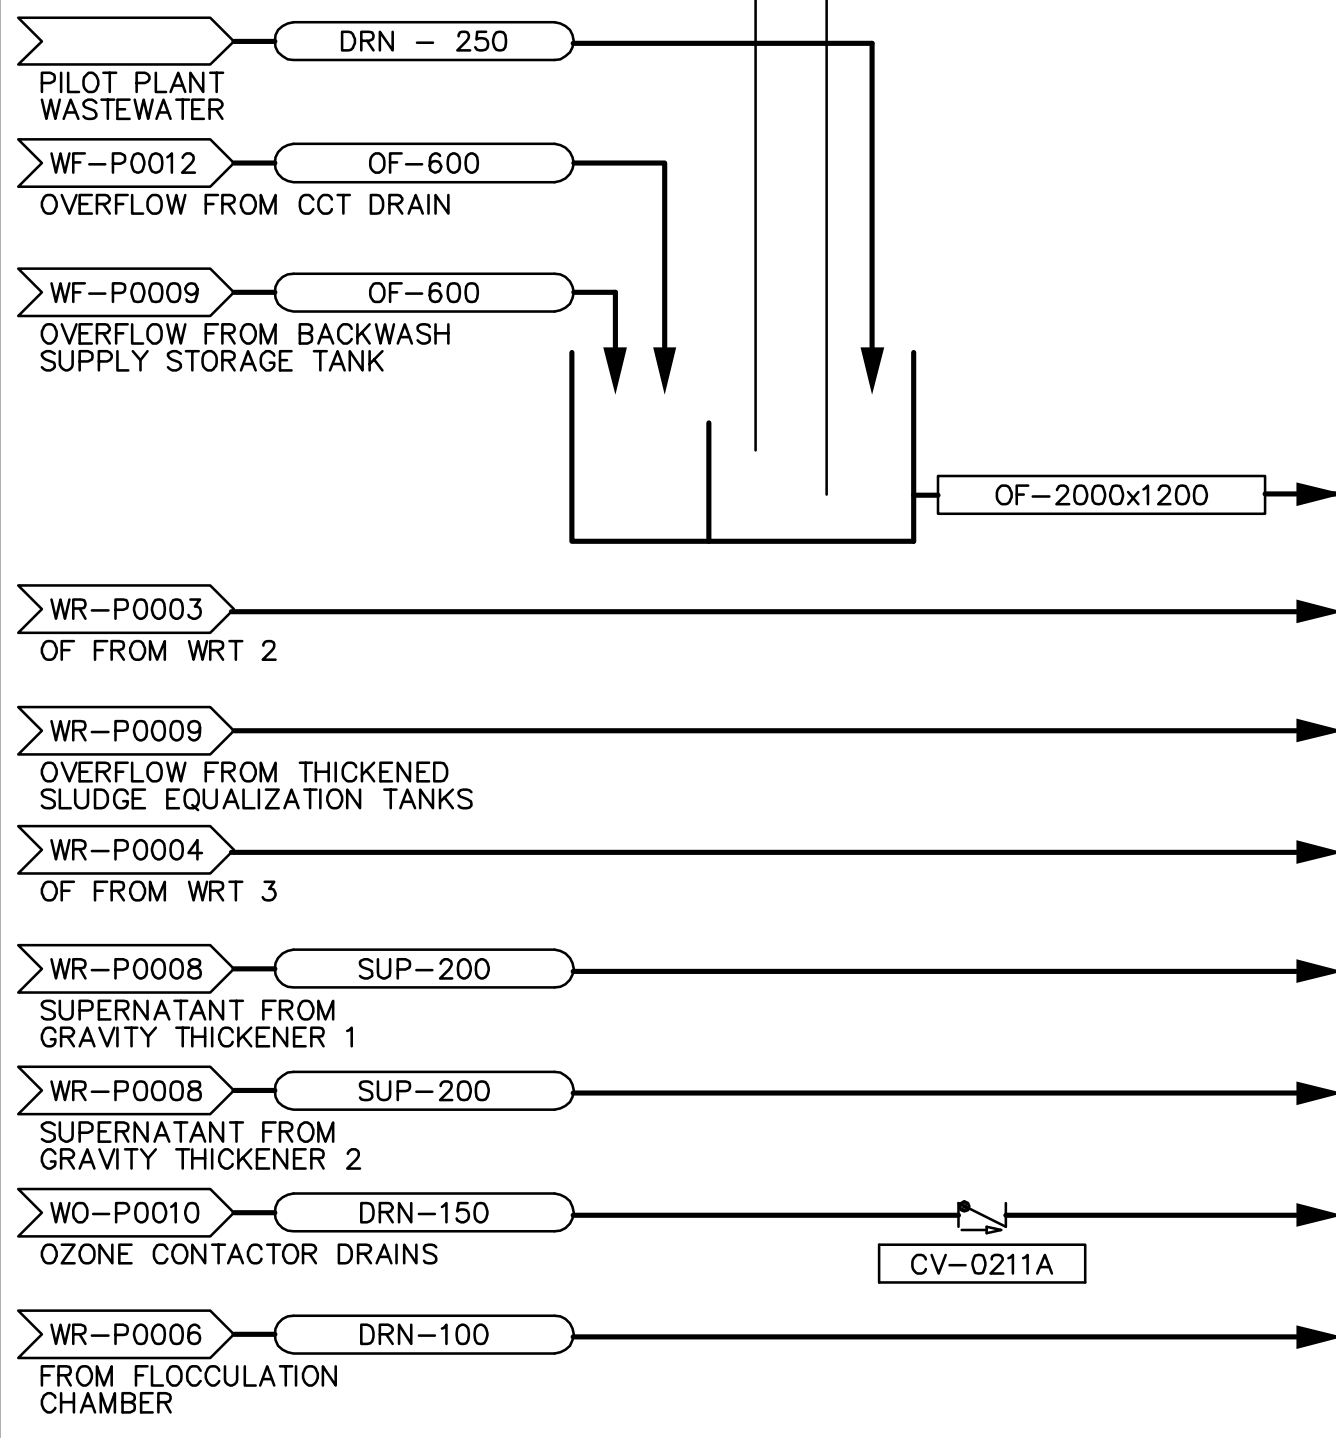 DRN - 250
PILOT PLANT
WASTEWATER
WF-P0012
OF-600
OVERFLOW FROM CCT DRAIN
WF-P0009
OF-600
OVERFLOW FROM BACKWASH
SUPPLY STORAGE TANK
OF-2000x1200
WR-P0003
OF FROM WRT 2
WR-P0009
OVERFLOW FROM THICKENED
SLUDGE EQUALIZATION TANKS
WR-P0004
OF FROM WRT 3
WR-P0008
SUP-200
SUPERNATANT FROM
GRAVITY THICKENER 1
WR-P0008
SUP-200
SUPERNATANT FROM
GRAVITY THICKENER 2
WO-P0010
DRN-150
OZONE CONTACTOR DRAINS
CV-0211A
WR-P0006
DRN-100
FROM FLOCCULATION
CHAMBER